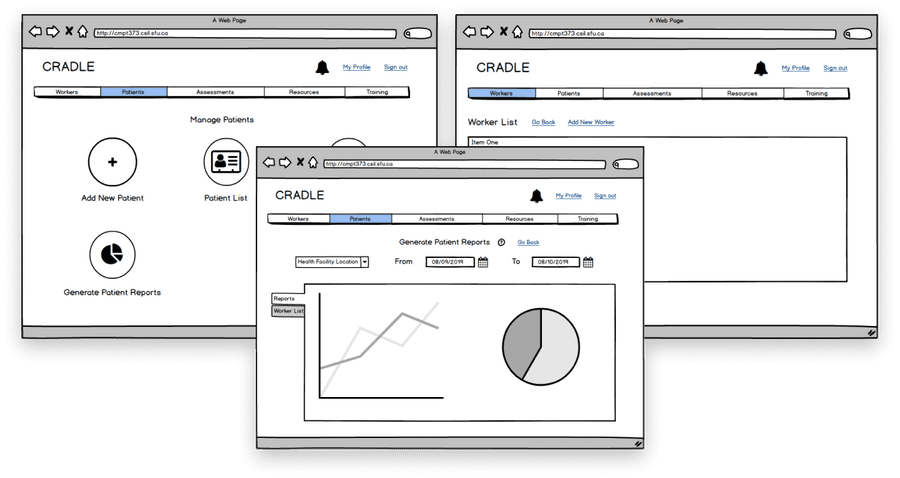 A Web Page
http://cmpt373.csil.sfu.ca
CRADLE
My Profile
Sign out
Workers
Patients
Assessments
Resources
Training
Manage Patients
Add New Patient
Patient List
Generate Patient Reports
A Web Page
http://cmpt373.csil.sfu.ca
CRADLE
My Profile
Sign out
Workers
Patients
Assessments
Resources
Training
Worker List
Go Back
Add New Worker
Item One
A Web Page
http://cmpt373.csil.sfu.ca
CRADLE
My Profile
Sign out
Workers
Patients
Assessments
Resources
Training
Generate Patient Reports
?
Go Back
Health Facility Location
From
08/09/2019
To
08/10/2019
Reports
Worker List